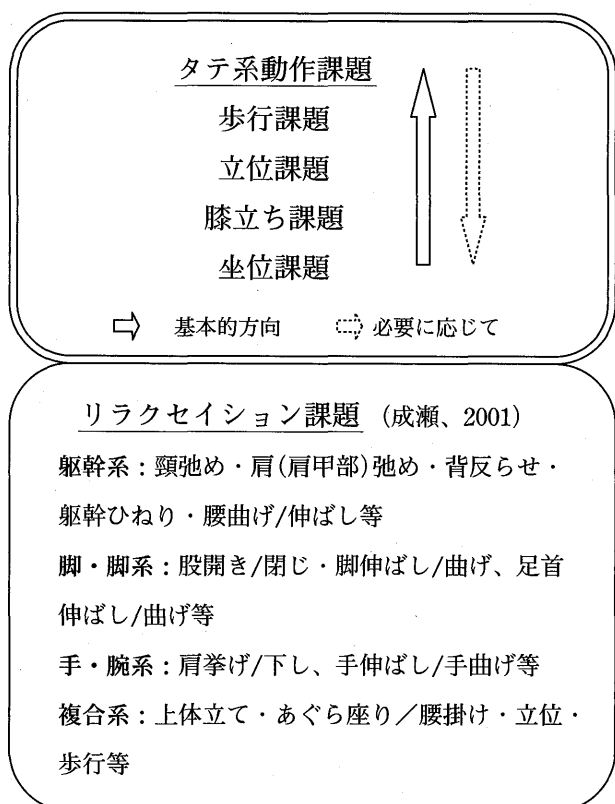 タテ系動作課題
歩行課題
立位課題
膝立ち課題
坐位課題
基本的方向 必要に応じて
リラクセイション課題 (成瀬、2001)
躯幹系：頸弛め・肩(肩甲部)弛め・背反らせ・
躯幹ひねり・腰曲げ/伸ばし等
脚・脚系：股開き/閉じ・脚伸ばし/曲げ、足首
伸ばし/曲げ等
手・腕系：肩挙げ/下し、手伸ばし/手曲げ等
複合系：上体立て・あぐら座り／腰掛け・立位・
歩行等